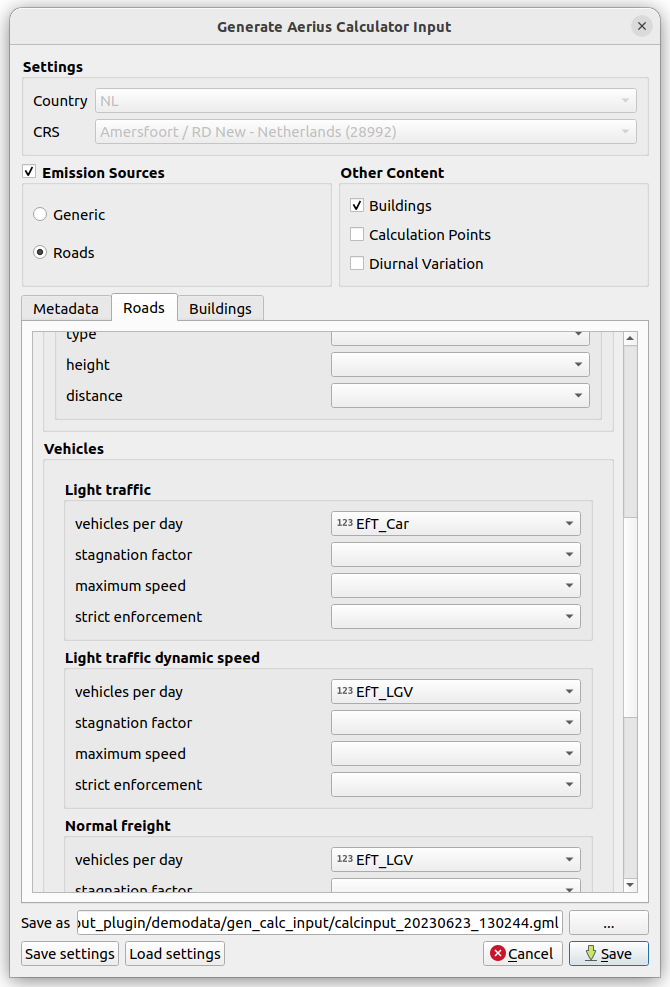 Generate Aerius Calculator Input
Settings
Country NL
CRS Amersfoort / RD New - Netherlands (28992)
Emission Sources
Generic
Roads
Other Content
Buildings
Calculation Points
Diurnal Variation
Metadata Roads Buildings
type
height
distance
Vehicles
Light traffic
vehicles per day 123 EfT_Car
stagnation factor
maximum speed
strict enforcement
Light traffic dynamic speed
vehicles per day 123 EfT_LGV
stagnation factor
maximum speed
strict enforcement
Normal freight
vehicles per day 123 EfT_LGV
stagnation factor
Save as out_plugin/demodata/gen_calc_input/calcinput_20230623_130244.gml ...
Save settings Load settings Cancel Save